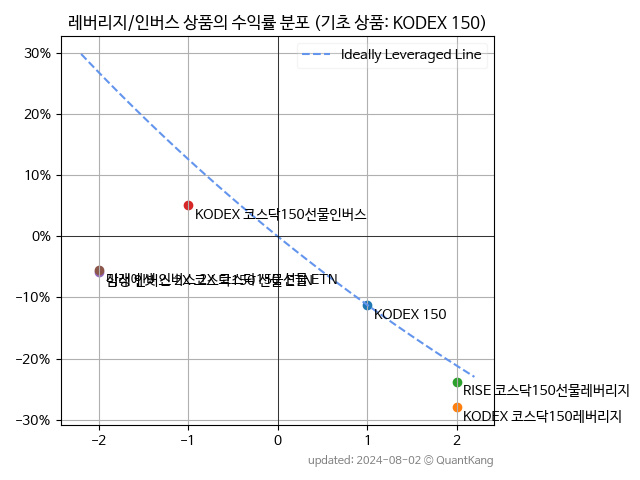 레버리지/인버스 상품의 수익률 분포 (기초 상품: KODEX 150)
30%
Ideally Leveraged Line
20%
10%
KODEX 코스닥150선물인버스
0%
ETN
−10%
KODEX 150
−20%
RISE 코스닥150선물레버리지
KODEX 코스닥150레버리지
−30%
−2
−1
0
1
2
updated: 2024-08-02 © QuantKang